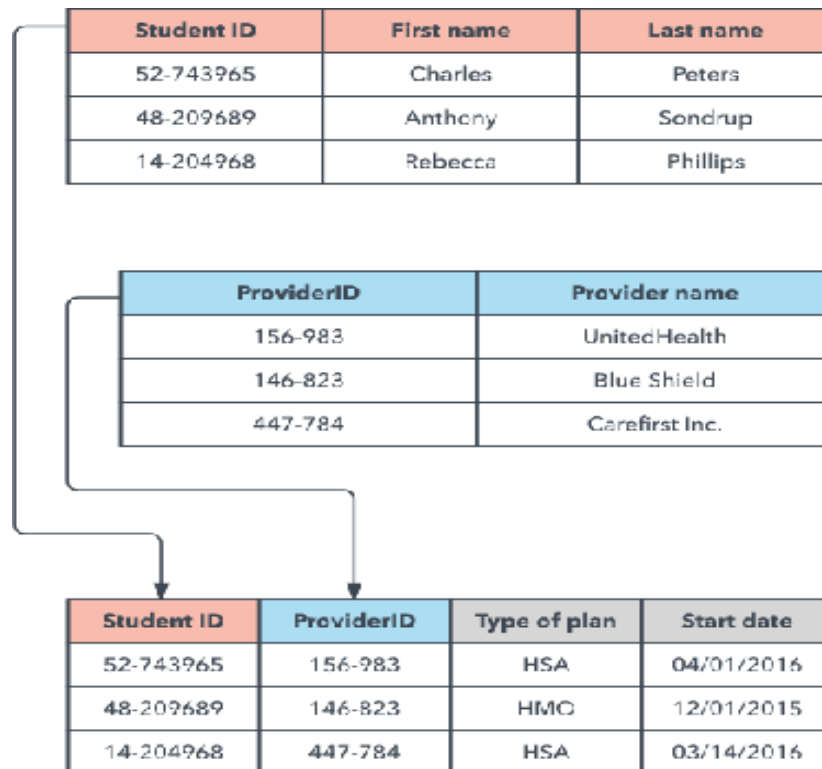 Student ID First name Last name
52-743965 Charles Peters
48-209689 Anthony Sondrup
14-204968 Rebecca Phillips
ProviderID Provider name
156-983 UnitedHealth
146-823 Blue Shield
447-784 Carefirst Inc.
Student ID ProviderID Type of plan Start date
52-743965 156-983 HSA 04/01/2016
48-209689 146-823 HMO 12/01/2015
14-204968 447-784 HSA 03/14/2016